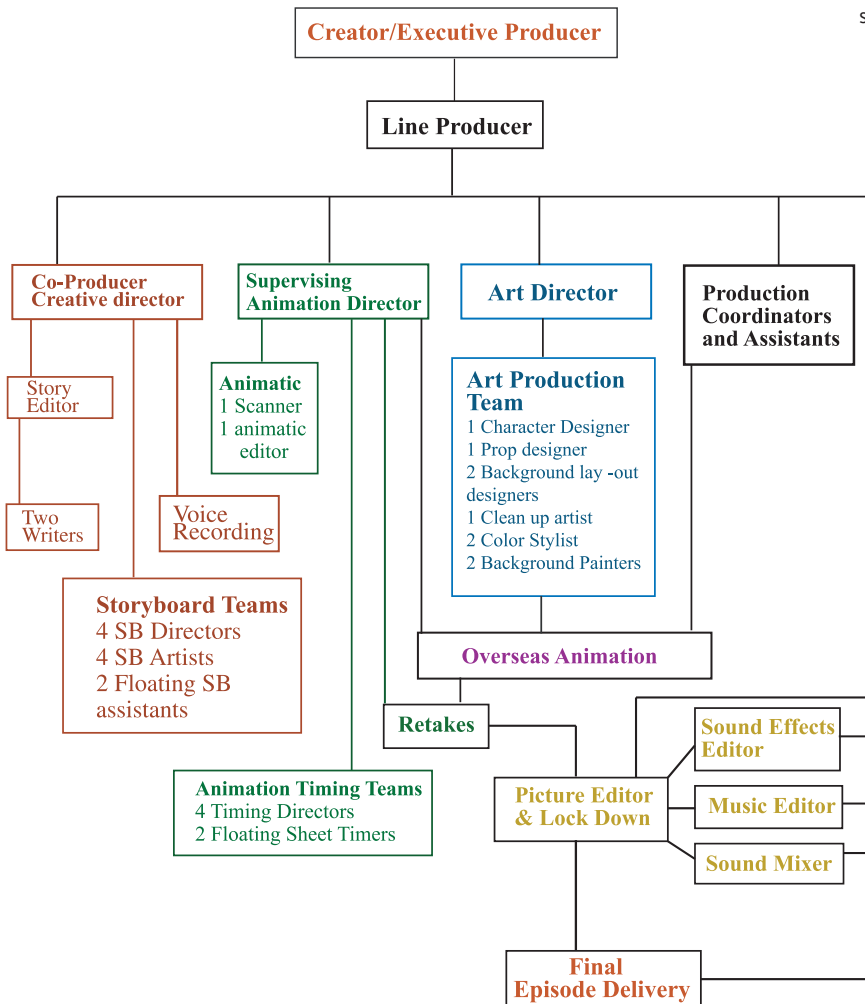 Creator/Executive Producer
s
Line Producer
Co-Producer
Creative director
Supervising
Animation Director
Art Director
Production
Coordinators
and Assistants
Story
Editor
Animatic
1 Scanner
1 animatic
editor
Art Production
Team
1 Character Designer
1 Prop designer
2 Background lay -out
designers
1 Clean up artist
2 Color Stylist
2 Background Painters
Two
Writers
Voice
Recording
Storyboard Teams
4 SB Directors
4 SB Artists
2 Floating SB
assistants
Overseas Animation
Retakes
Sound Effects
Editor
Animation Timing Teams
4 Timing Directors
2 Floating Sheet Timers
Picture Editor
& Lock Down
Music Editor
Sound Mixer
Final
Episode Delivery